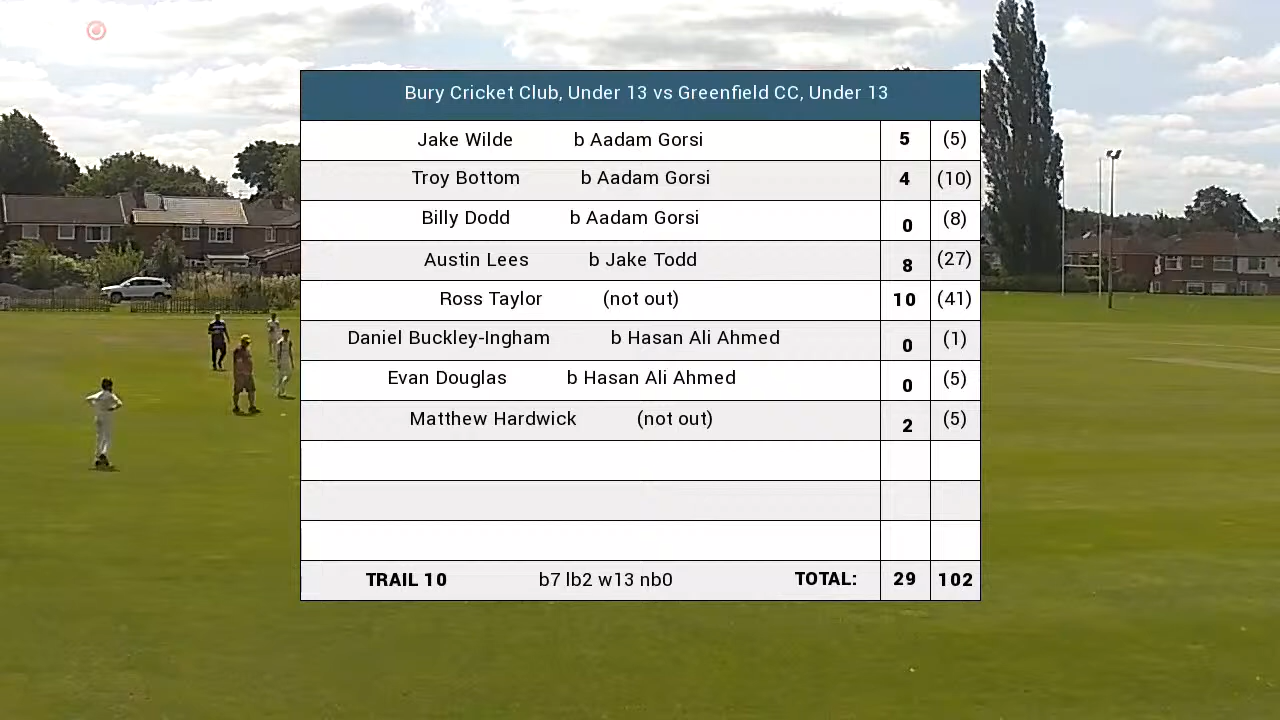 Bury Cricket Club, Under 13 vs Greenfield CC, Under 13
Jake Wilde b Aadam Gorsi 5 (5)
Troy Bottom b Aadam Gorsi 4 (10)
Billy Dodd b Aadam Gorsi 0 (8)
Austin Lees b Jake Todd 8 (27)
Ross Taylor (not out) 10 (41)
Daniel Buckley-Ingham b Hasan Ali Ahmed 0 (1)
Evan Douglas b Hasan Ali Ahmed 0 (5)
Matthew Hardwick (not out) 2 (5)
TRAIL 10 b7 lb2 w13 nb0 TOTAL: 29 102